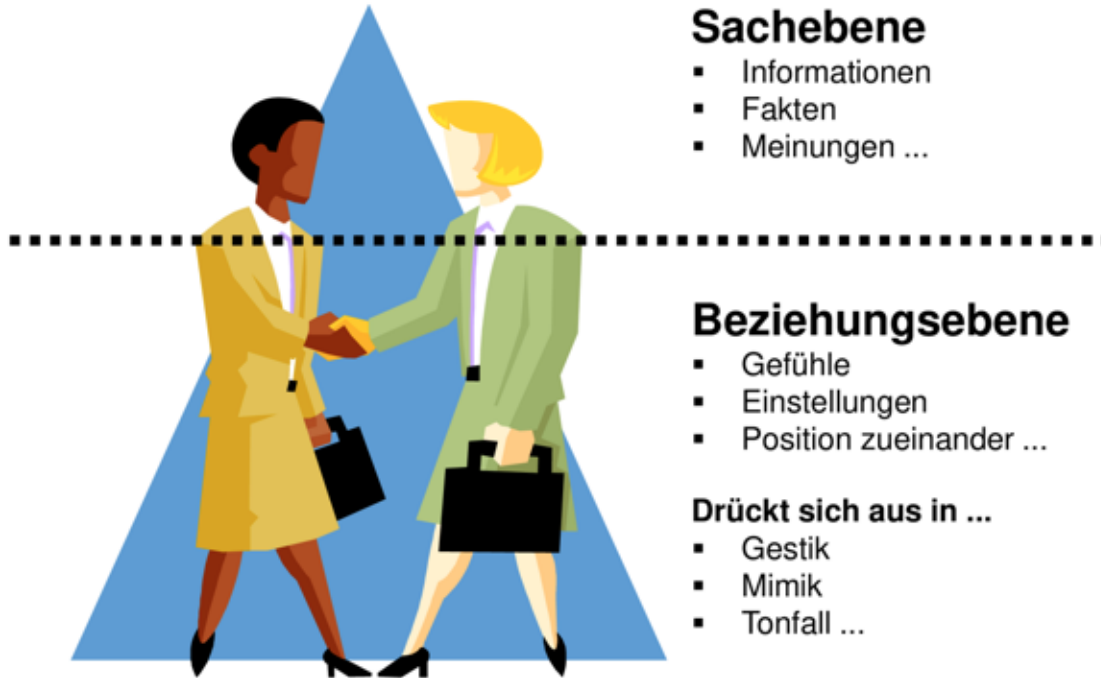 Sachebene
▪ Informationen
▪ Fakten
▪ Meinungen ...
Beziehungsebene
▪ Gefühle
▪ Einstellungen
▪ Position zueinander ...
Drückt sich aus in ...
▪ Gestik
▪ Mimik
▪ Tonfall ...